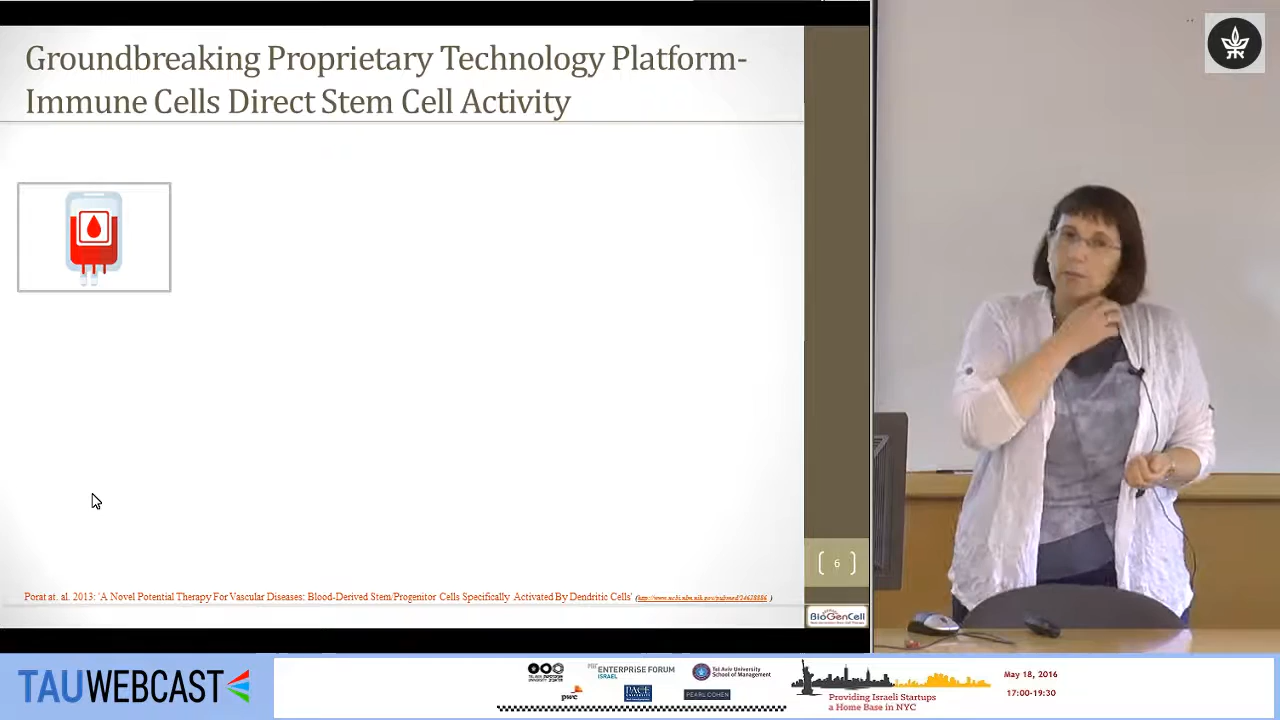 Groundbreaking Proprietary Technology Platform-
Immune Cells Direct Stem Cell Activity
6
Porat at. al. 2013: 'A Novel Potential Therapy For Vascular Diseases: Blood-Derived Stem/Progenitor Cells Specifically Activated By Dendritic Cells'
BioGenCell
TAUWEBCAST
MIT ENTERPRISE FORUM
ISRAEL
Tel Aviv University
School of Management
pwc
PACE
PEARL COHEN
Providing Israeli Startups
a Home Base in NYC
May 18, 2016
17:00-19:30